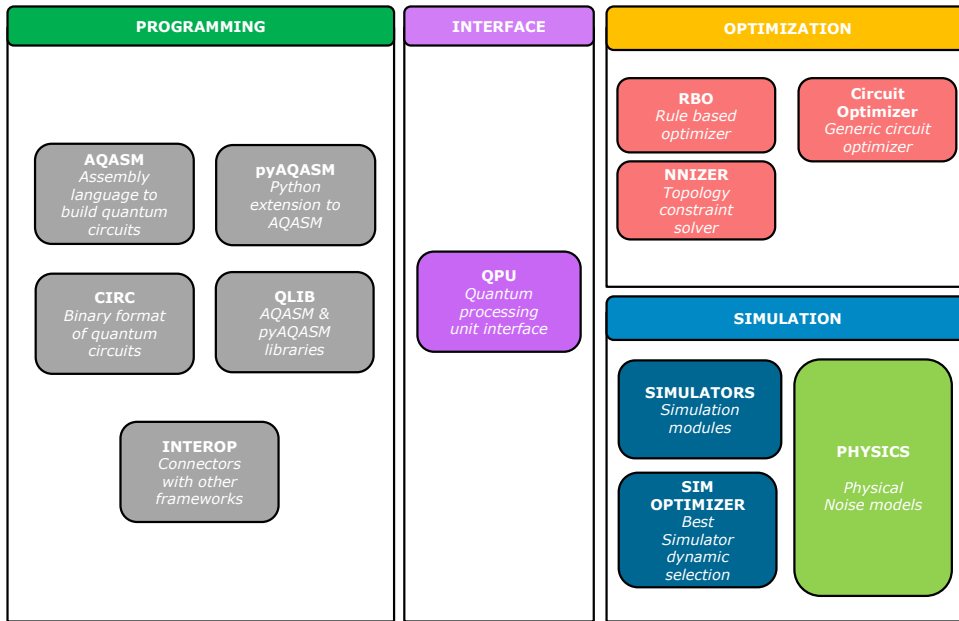 PROGRAMMING
AQASM
Assembly
language to
build quantum
circuits
pyAQASM
Python
extension to
AQASM
CIRC
Binary format
of quantum
circuits
QLIB
AQASM &
pyAQASM
libraries
INTEROP
Connectors
with other
frameworks
INTERFACE
QPU
Quantum
processing
unit interface
OPTIMIZATION
RBO
Rule based
optimizer
Circuit
Optimizer
Generic circuit
optimizer
NNIZER
Topology
constraint
solver
SIMULATION
SIMULATORS
Simulation
modules
SIM
OPTIMIZER
Best
Simulator
dynamic
selection
PHYSICS
Physical
Noise models